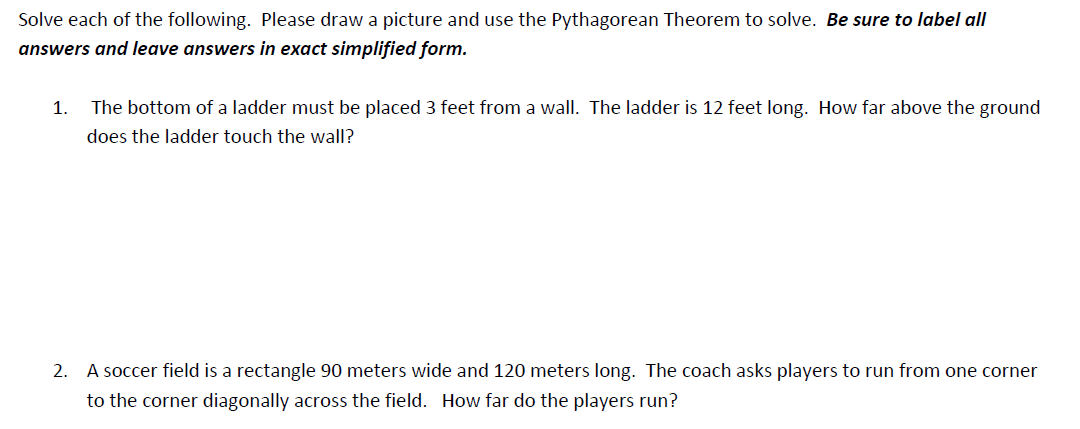 Solve each of the following. Please draw a picture and use the Pythagorean Theorem to solve. Be sure to label all
answers and leave answers in exact simplified form.
1. The bottom of a ladder must be placed 3 feet from a wall. The ladder is 12 feet long. How far above the ground
does the ladder touch the wall?
2. A soccer field is a rectangle 90 meters wide and 120 meters long. The coach asks players to run from one corner
to the corner diagonally across the field. How far do the players run?